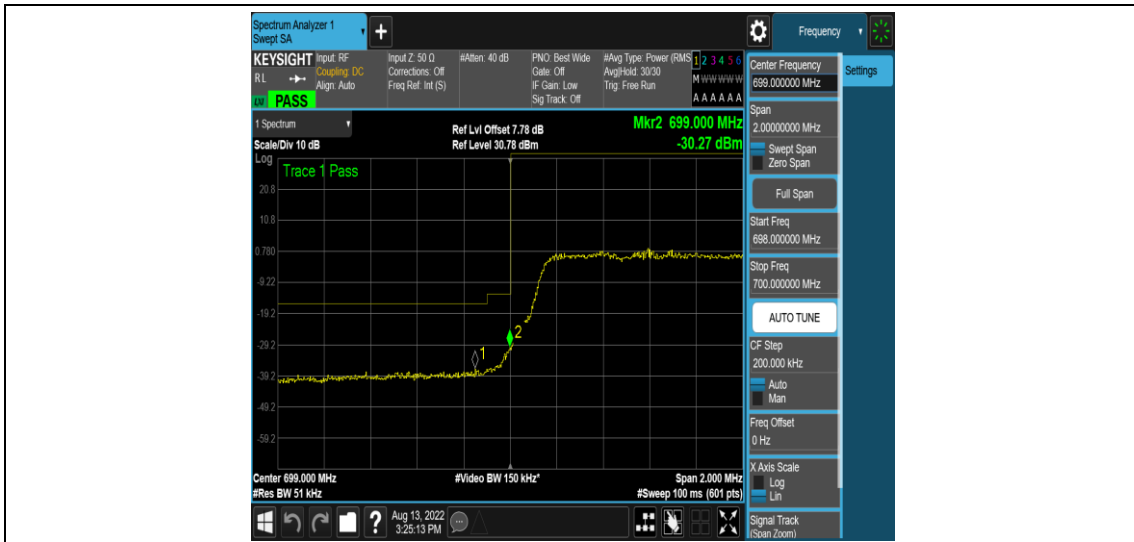 Spectrum Analyzer 1
Swept SA
Frequency
KEYSIGHT
RL
LXI
PASS
Input: RF
Coupling: DC
Align: Auto
Input Z: 50 Ω
Corrections: Off
Freq Ref: Int (S)
#Atten: 40 dB
PNO: Best Wide
Gate: Off
IF Gain: Low
Sig Track: Off
#Avg Type: Power (RMS
Avg|Hold: 30/30
Trig: Free Run
1 2 3 4 5 6
M W W W W W
A A A A A A
1 Spectrum
Scale/Div 10 dB
Ref Lvl Offset 7.78 dB
Ref Level 30.78 dBm
Mkr2 699.000 MHz
-30.27 dBm
Log
Trace 1 Pass
20.8
10.8
0.780
-9.22
-19.2
-29.2
-39.2
-49.2
-59.2
1
2
Center 699.000 MHz
#Res BW 51 kHz
#Video BW 150 kHz*
Span 2.000 MHz
#Sweep 100 ms (601 pts)
Center Frequency
699.000000 MHz
Settings
Span
2.00000000 MHz
Swept Span
Zero Span
Full Span
Start Freq
698.000000 MHz
Stop Freq
700.000000 MHz
AUTO TUNE
CF Step
200.000 kHz
Auto
Man
Freq Offset
0 Hz
X Axis Scale
Log
Lin
Signal Track
(Span Zoom)
?
Aug 13, 2022
3:25:13 PM